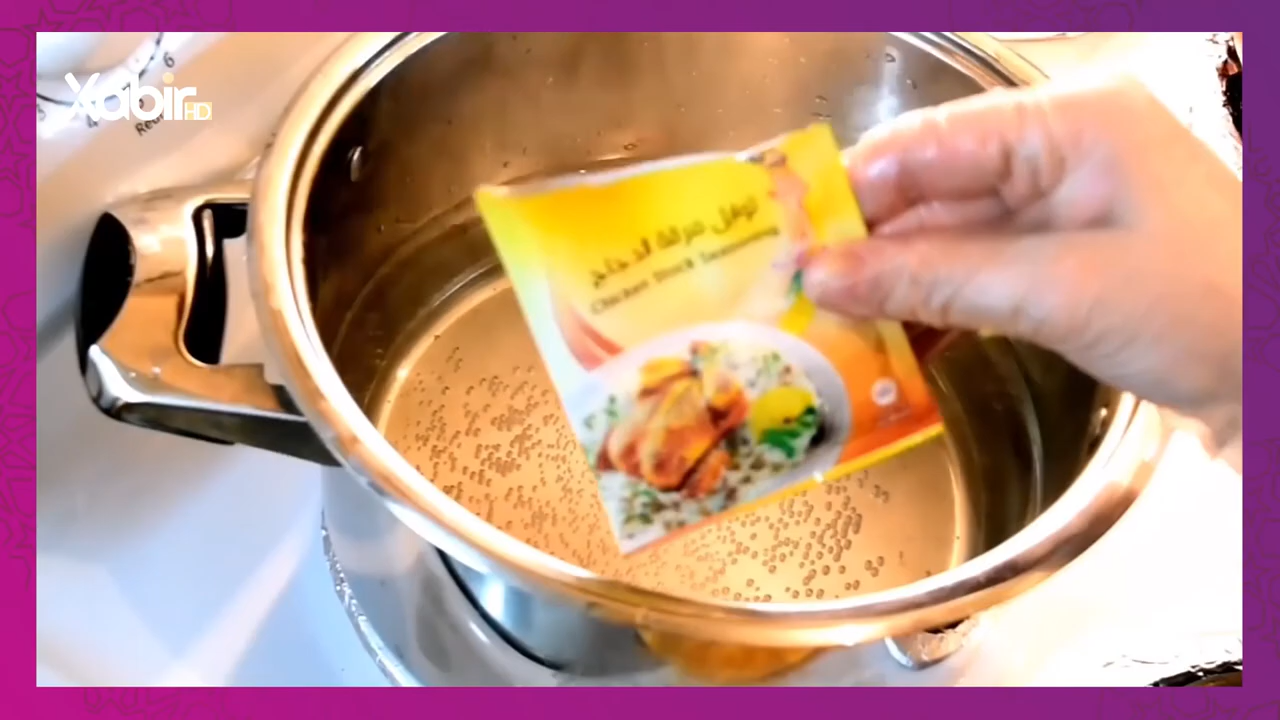 Xabir HD
توابل مرقة الدجاج
Chicken Stock Seasoning